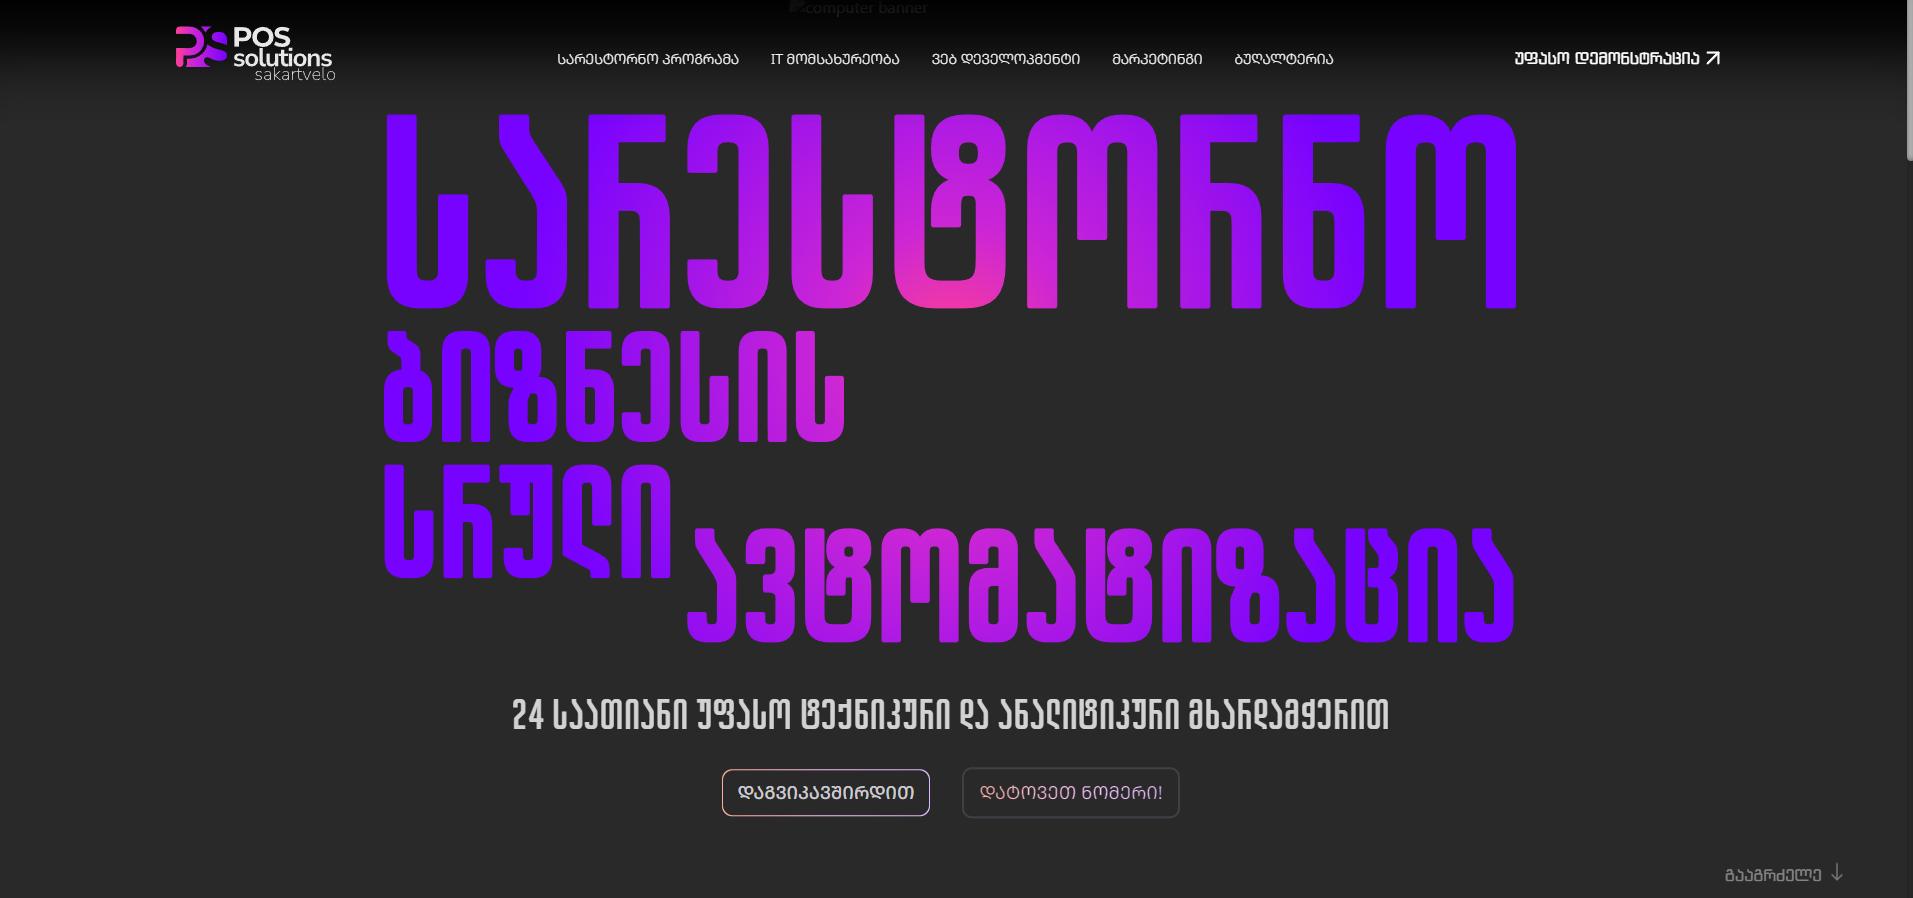 computer banner
POS
solutions
sakartvelo
სარესტორნო პროგრამა
IT მომსახურეობა
ვებ დეველოპმენტი
მარკეტინგი
ბუღალტერია
უფასო დემონსტრაცია
სარესტორნო
ბიზნესის
სრული
ავტომატიზაცია
24 საათიანი უფასო ტექნიკური და ანალიტიკური მხარდამჭერით
დაგვიკავშირდით
დატოვეთ ნომერი!
გააგრძელე